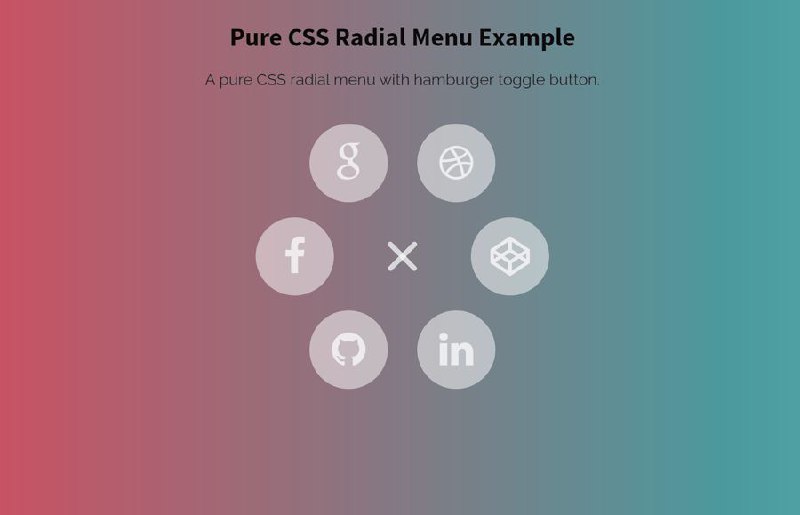 Pure CSS Radial Menu Example
A pure CSS radial menu with hamburger toggle button.
g
f
in